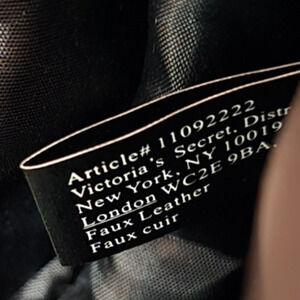 Article# 11092222
Victoria's Secret, Distr
New York, NY 10019
London WC2E 9BA.
Faux Leather
Faux cuir